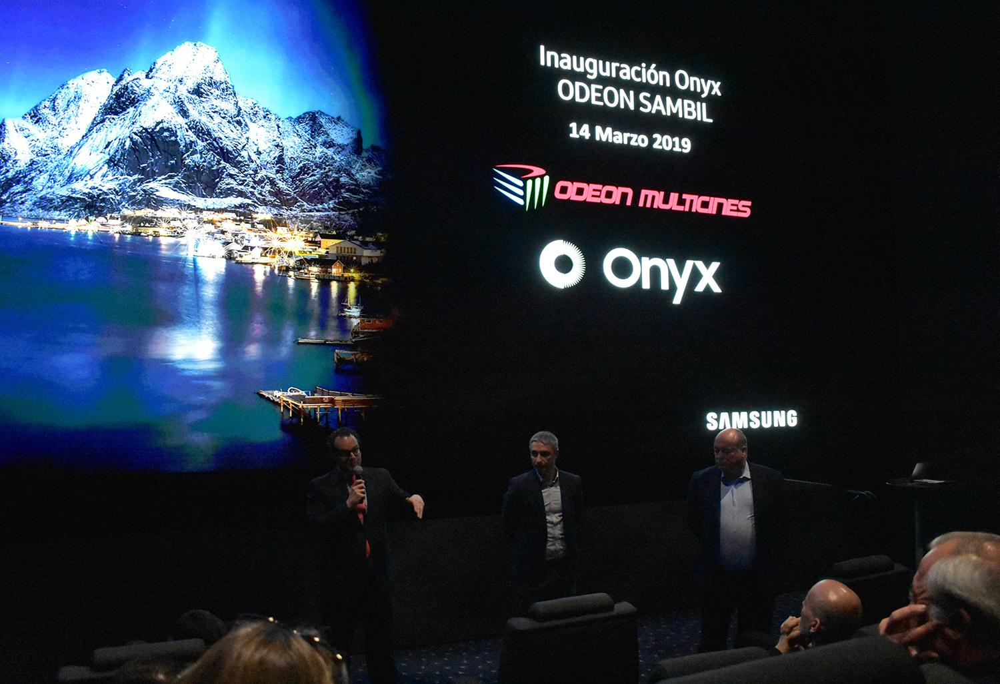 Inauguración Onyx
ODEON SAMBIL
14 Marzo 2019
ODEON MULTICINES
Onyx
SAMSUNG